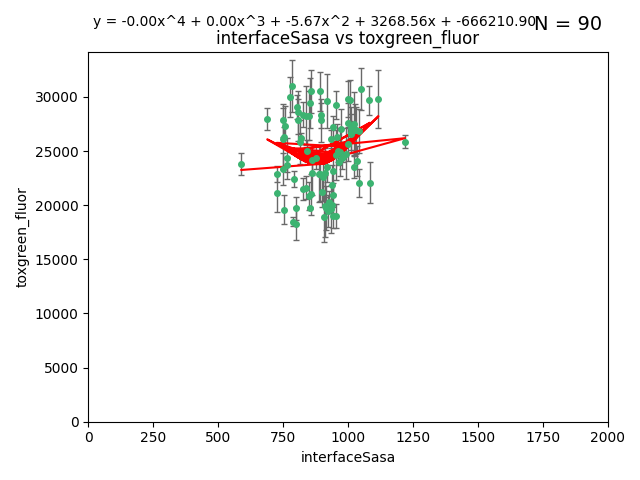 y = -0.00x^4 + 0.00x^3 + -5.67x^2 + 3268.56x + -666210.90
N = 90
interfaceSasa vs toxgreen_fluor
30000
25000
20000
15000
10000
5000
0
toxgreen_fluor
0 250 500 750 1000 1250 1500 1750 2000
interfaceSasa